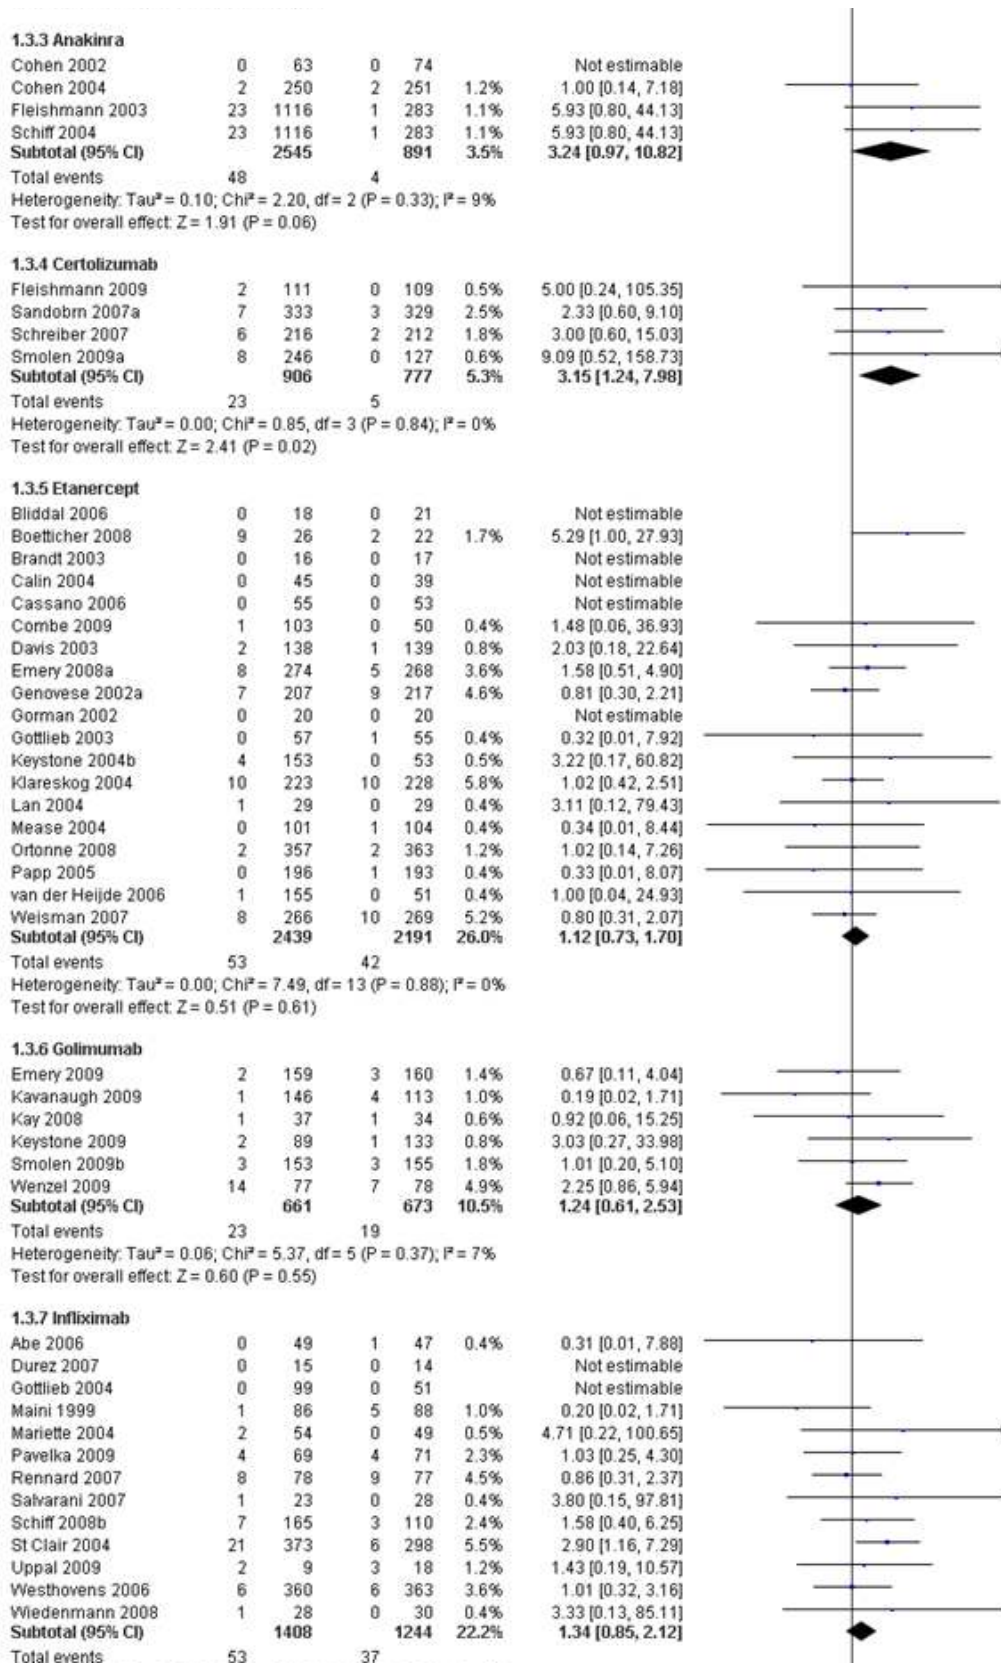 1.3.3 Anakinra
Cohen 2002 0 63 0 74 Not estimable
Cohen 2004 2 250 2 251 1.2% 1.00 [0.14, 7.18]
Fleishmann 2003 23 1116 1 283 1.1% 5.93 [0.80, 44.13]
Schiff 2004 23 1116 1 283 1.1% 5.93 [0.80, 44.13]
Subtotal (95% CI) 2545 891 3.5% 3.24 [0.97, 10.82]
Total events 48 4
Heterogeneity: Tau² = 0.10; Chi² = 2.20, df = 2 (P = 0.33); I² = 9%
Test for overall effect: Z = 1.91 (P = 0.06)
1.3.4 Certolizumab
Fleishmann 2009 2 111 0 109 0.5% 5.00 [0.24, 105.35]
Sandobrn 2007a 7 333 3 329 2.5% 2.33 [0.60, 9.10]
Schreiber 2007 6 216 2 212 1.8% 3.00 [0.60, 15.03]
Smolen 2009a 8 246 0 127 0.6% 9.09 [0.52, 158.73]
Subtotal (95% CI) 906 777 5.3% 3.15 [1.24, 7.98]
Total events 23 5
Heterogeneity: Tau² = 0.00; Chi² = 0.85, df = 3 (P = 0.84); I² = 0%
Test for overall effect: Z = 2.41 (P = 0.02)
1.3.5 Etanercept
Bliddal 2006 0 18 0 21 Not estimable
Boetticher 2008 9 26 2 22 1.7% 5.29 [1.00, 27.93]
Brandt 2003 0 16 0 17 Not estimable
Calin 2004 0 45 0 39 Not estimable
Cassano 2006 0 55 0 53 Not estimable
Combe 2009 1 103 0 50 0.4% 1.48 [0.06, 36.93]
Davis 2003 2 138 1 139 0.8% 2.03 [0.18, 22.64]
Emery 2008a 8 274 5 268 3.6% 1.58 [0.51, 4.90]
Genovese 2002a 7 207 9 217 4.6% 0.81 [0.30, 2.21]
Gorman 2002 0 20 0 20 Not estimable
Gottlieb 2003 0 57 1 55 0.4% 0.32 [0.01, 7.92]
Keystone 2004b 4 153 0 53 0.5% 3.22 [0.17, 60.82]
Klareskog 2004 10 223 10 228 5.8% 1.02 [0.42, 2.51]
Lan 2004 1 29 0 29 0.4% 3.11 [0.12, 79.43]
Mease 2004 0 101 1 104 0.4% 0.34 [0.01, 8.44]
Ortonne 2008 2 357 2 363 1.2% 1.02 [0.14, 7.26]
Papp 2005 0 196 1 193 0.4% 0.33 [0.01, 8.07]
van der Heijde 2006 1 155 0 51 0.4% 1.00 [0.04, 24.93]
Weisman 2007 8 266 10 269 5.2% 0.80 [0.31, 2.07]
Subtotal (95% CI) 2439 2191 26.0% 1.12 [0.73, 1.70]
Total events 53 42
Heterogeneity: Tau² = 0.00; Chi² = 7.49, df = 13 (P = 0.88); I² = 0%
Test for overall effect: Z = 0.51 (P = 0.61)
1.3.6 Golimumab
Emery 2009 2 159 3 160 1.4% 0.67 [0.11, 4.04]
Kavanaugh 2009 1 146 4 113 1.0% 0.19 [0.02, 1.71]
Kay 2008 1 37 1 34 0.6% 0.92 [0.06, 15.25]
Keystone 2009 2 89 1 133 0.8% 3.03 [0.27, 33.98]
Smolen 2009b 3 153 3 155 1.8% 1.01 [0.20, 5.10]
Wenzel 2009 14 77 7 78 4.9% 2.25 [0.86, 5.94]
Subtotal (95% CI) 661 673 10.5% 1.24 [0.61, 2.53]
Total events 23 19
Heterogeneity: Tau² = 0.06; Chi² = 5.37, df = 5 (P = 0.37); I² = 7%
Test for overall effect: Z = 0.60 (P = 0.55)
1.3.7 Infliximab
Abe 2006 0 49 1 47 0.4% 0.31 [0.01, 7.88]
Durez 2007 0 15 0 14 Not estimable
Gottlieb 2004 0 99 0 51 Not estimable
Maini 1999 1 86 5 88 1.0% 0.20 [0.02, 1.71]
Mariette 2004 2 54 0 49 0.5% 4.71 [0.22, 100.65]
Pavelka 2009 4 69 4 71 2.3% 1.03 [0.25, 4.30]
Rennard 2007 8 78 9 77 4.5% 0.86 [0.31, 2.37]
Salvarani 2007 1 23 0 28 0.4% 3.80 [0.15, 97.81]
Schiff 2008b 7 165 3 110 2.4% 1.58 [0.40, 6.25]
St Clair 2004 21 373 6 298 5.5% 2.90 [1.16, 7.29]
Uppal 2009 2 9 3 18 1.2% 1.43 [0.19, 10.57]
Westhovens 2006 6 360 6 363 3.6% 1.01 [0.32, 3.16]
Wiedenmann 2008 1 28 0 30 0.4% 3.33 [0.13, 85.11]
Subtotal (95% CI) 1408 1244 22.2% 1.34 [0.85, 2.12]
Total events 53 37